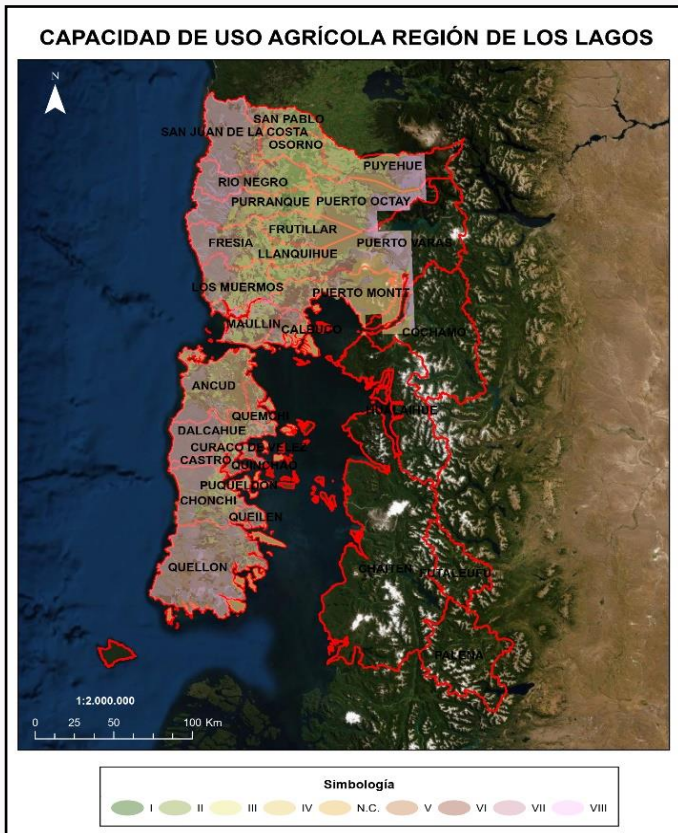 CAPACIDAD DE USO AGRÍCOLA REGIÓN DE LOS LAGOS
N
SAN PABLO
SAN JUAN DE LA COSTA
OSORNO
PUYEHUE
RIO NEGRO
PURRANQUE
PUERTO OCTAY
FRUTILLAR
FRESIA
PUERTO VARAS
LLANQUIHUE
LOS MUERMOS
PUERTO MONTT
MAULLIN
CALBUCO
COCHAMO
ANCUD
HUALAIHUE
QUEMCHI
DALCAHUE
CURACO DE VELEZ
CASTRO
QUINCHAO
PUQUELDON
CHONCHI
QUEILEN
QUELLON
CHAITEN
FUTALEUFU
PALENA
1:2.000.000
0 25 50 100 Km
Simbología
I II III IV N.C. V VI VII VIII